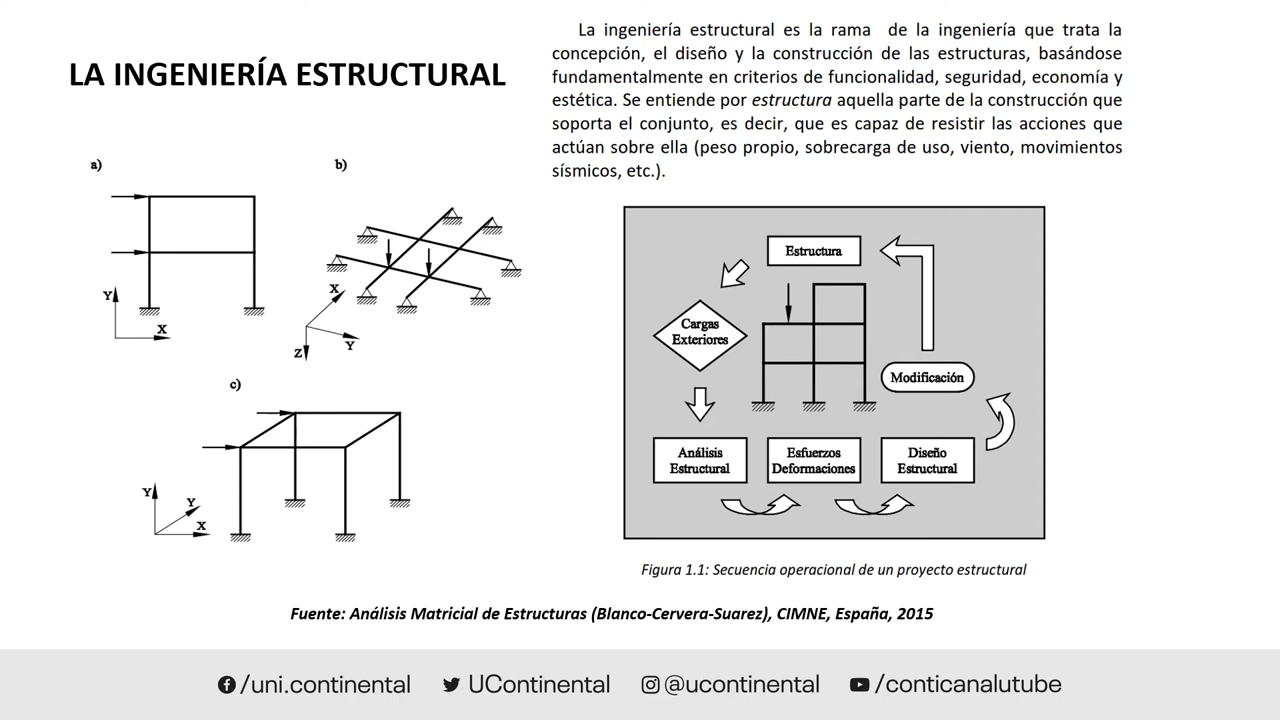 LA INGENIERÍA ESTRUCTURAL
La ingeniería estructural es la rama de la ingeniería que trata la
concepción, el diseño y la construcción de las estructuras, basándose
fundamentalmente en criterios de funcionalidad, seguridad, economía y
estética. Se entiende por estructura aquella parte de la construcción que
soporta el conjunto, es decir, que es capaz de resistir las acciones que
actúan sobre ella (peso propio, sobrecarga de uso, viento, movimientos
sísmicos, etc.).
a)
Y
X
b)
X
Y
Z
c)
Y
Y
X
Estructura
Cargas
Exteriores
Modificación
Análisis
Estructural
Esfuerzos
Deformaciones
Diseño
Estructural
Figura 1.1: Secuencia operacional de un proyecto estructural
Fuente: Análisis Matricial de Estructuras (Blanco-Cervera-Suarez), CIMNE, España, 2015
/uni.continental
UContinental
@ucontinental
/conticanalutube